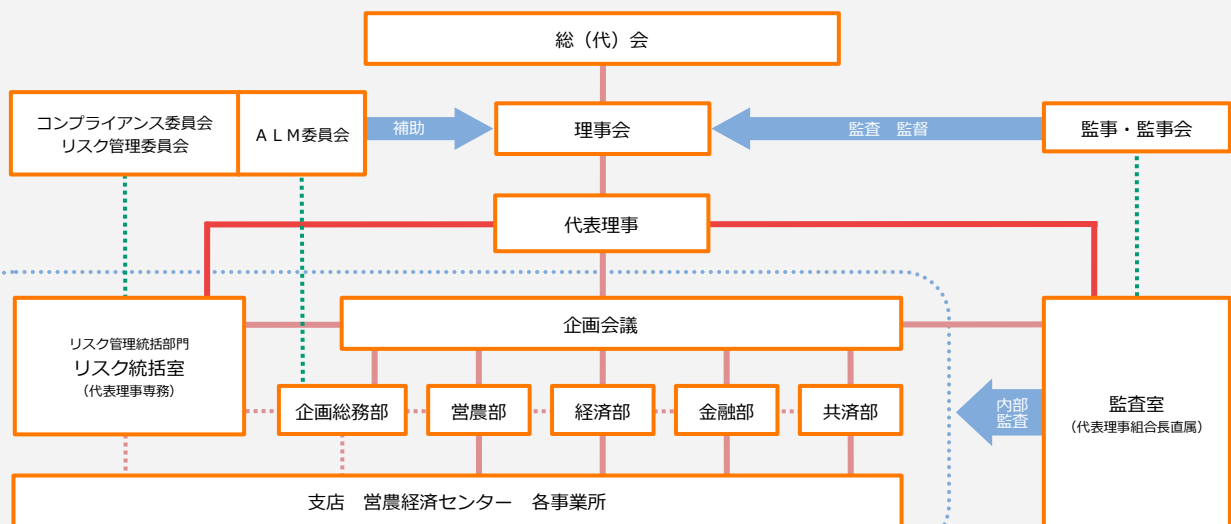 総（代）会
コンプライアンス委員会
リスク管理委員会
ＡＬＭ委員会
補助
理事会
監査　監督
監事・監事会
代表理事
企画会議
リスク管理統括部門
リスク統括室
（代表理事専務）
企画総務部
営農部
経済部
金融部
共済部
内部
監査
監査室
（代表理事組合長直属）
支店　営農経済センター　各事業所